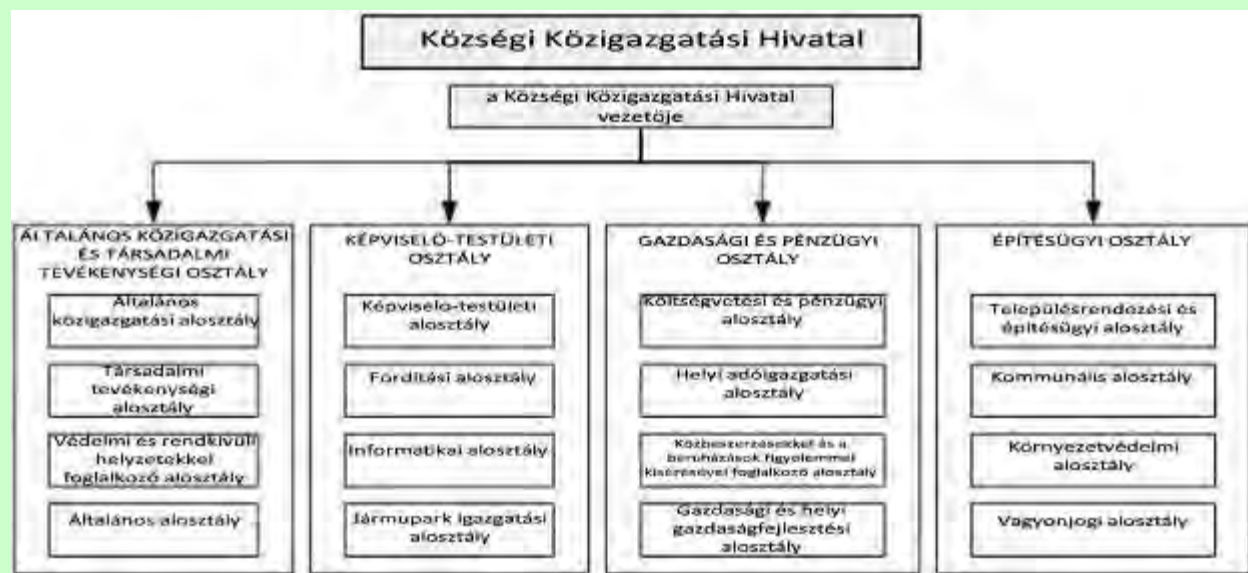 Községi Közigazgatási Hivatal
a Községi Közigazgatási Hivatal
vezetője
ÁLTALÁNOS KÖZIGAZGATÁSI
ÉS TÁRSADALMI
TEVÉKENYSÉGI OSZTÁLY
Általános
közigazgatási alosztály
Társadalmi
tevékenységi
alosztály
Védelmi és rendkívüli
helyzetekkel
foglalkozó alosztály
Általános alosztály
KÉPVISELŐ-TESTÜLETI
OSZTÁLY
Képviselo-testületi
alosztály
Fordítási alosztály
Informatikai alosztály
Jármupark igazgatási
alosztály
GAZDASÁGI ÉS PÉNZÜGYI
OSZTÁLY
Költségvetési és pénzügyi
alosztály
Helyi adóigazgatási
alosztály
Közbeszerzésekkel és a
beruházások figyelemmel
kisérésével foglalkozó alosztály
Gazdasági és helyi
gazdaságfejlesztési
alosztály
ÉPÍTÉSÜGYI OSZTÁLY
Településrendezési és
építésügyi alosztály
Kommunális alosztály
Környezetvédelmi
alosztály
Vagyonjogi alosztály